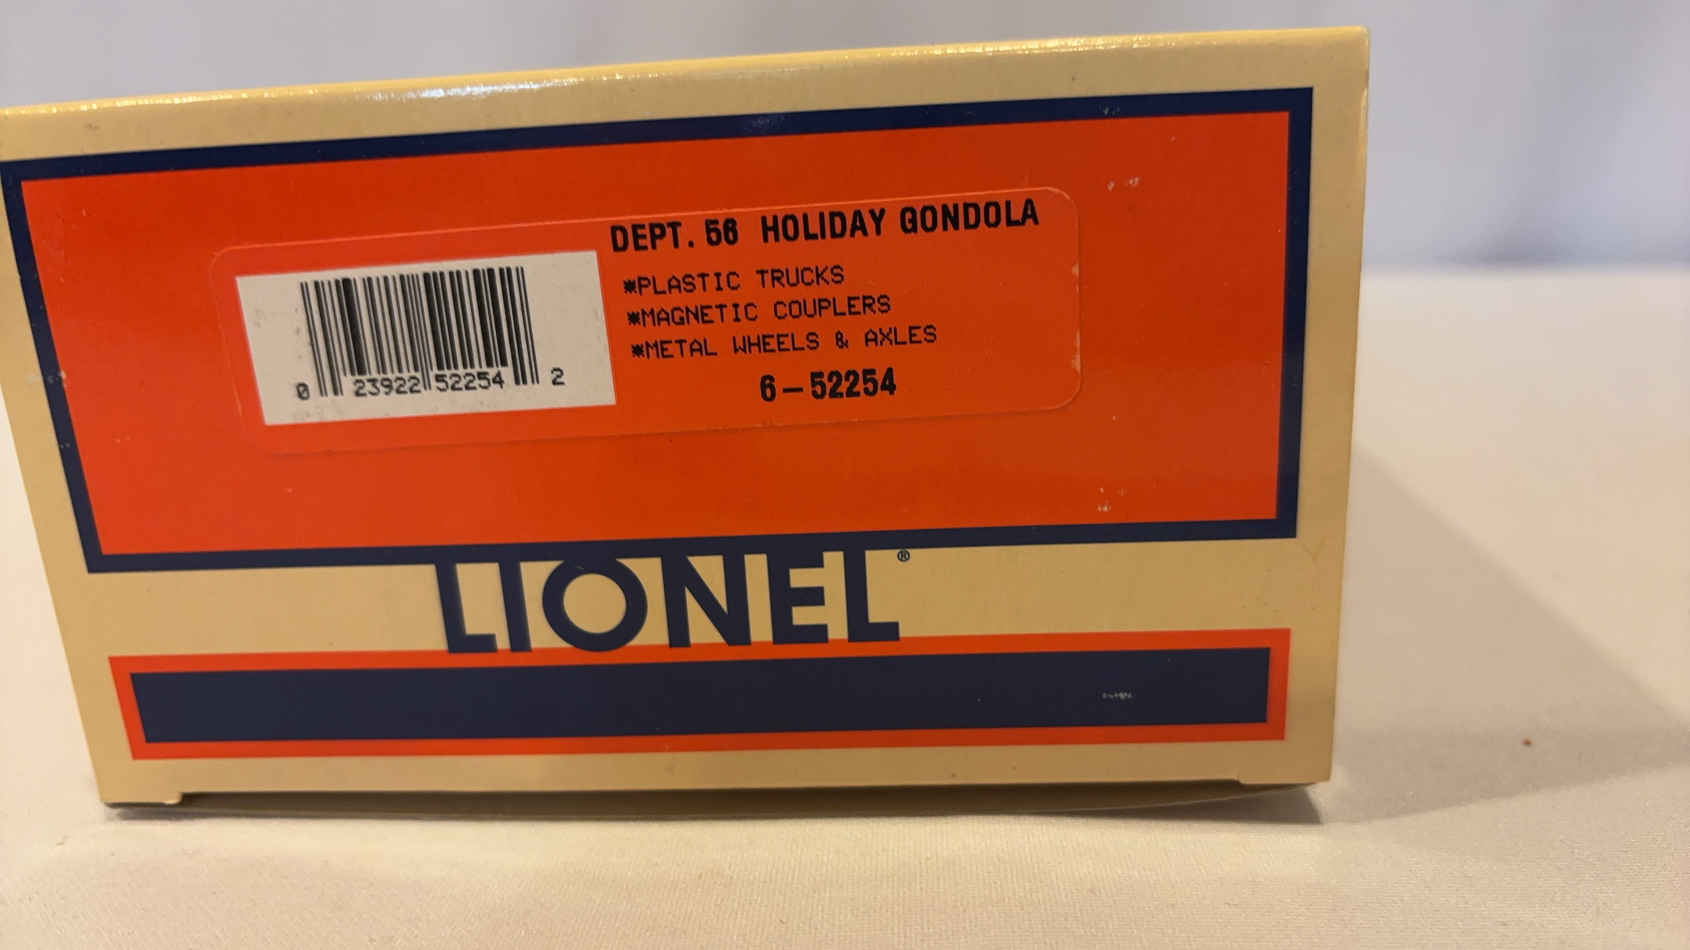 DEPT. 56 HOLIDAY GONDOLA
*PLASTIC TRUCKS
*MAGNETIC COUPLERS
*METAL WHEELS & AXLES
6-52254
0 23922 52254 2
LIONEL®